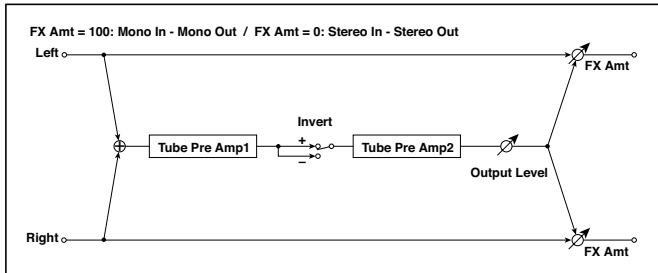 FX Amt = 100: Mono In - Mono Out / FX Amt = 0: Stereo In - Stereo Out
Left
FX Amt
Invert
+
Tube Pre Amp1
Tube Pre Amp2
−
Output Level
Right
FX Amt